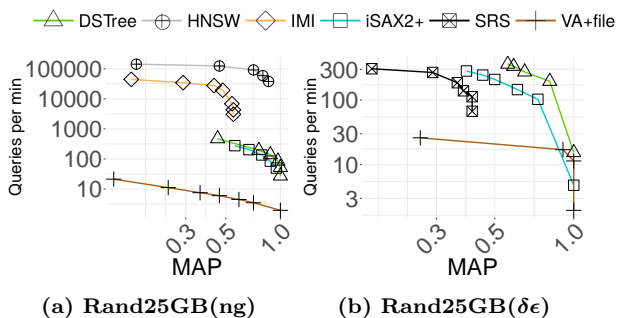 DSTree HNSW IMI iSAX2+ SRS VA+file
Queries per min
100000
10000
1000
100
10
0.3 0.5 1.0
MAP
(a) Rand25GB(ng)
Queries per min
300
100
30
10
3
0.3 0.5 1.0
MAP
(b) Rand25GB(δϵ)